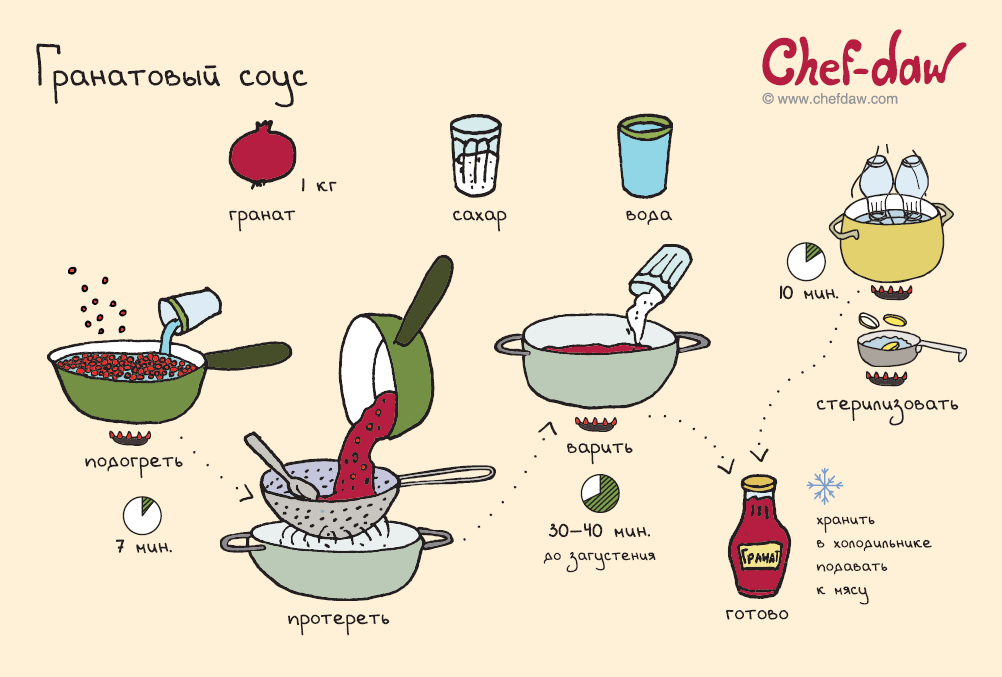 Гранатовый соус
Chef-daw
© www.chefdaw.com
1 кг
гранат
сахар
вода
10 мин.
стерилизовать
подогреть
7 мин.
протереть
варить
30–40 мин.
до загустения
Гранат
готово
хранить
в холодильнике
подавать
к мясу